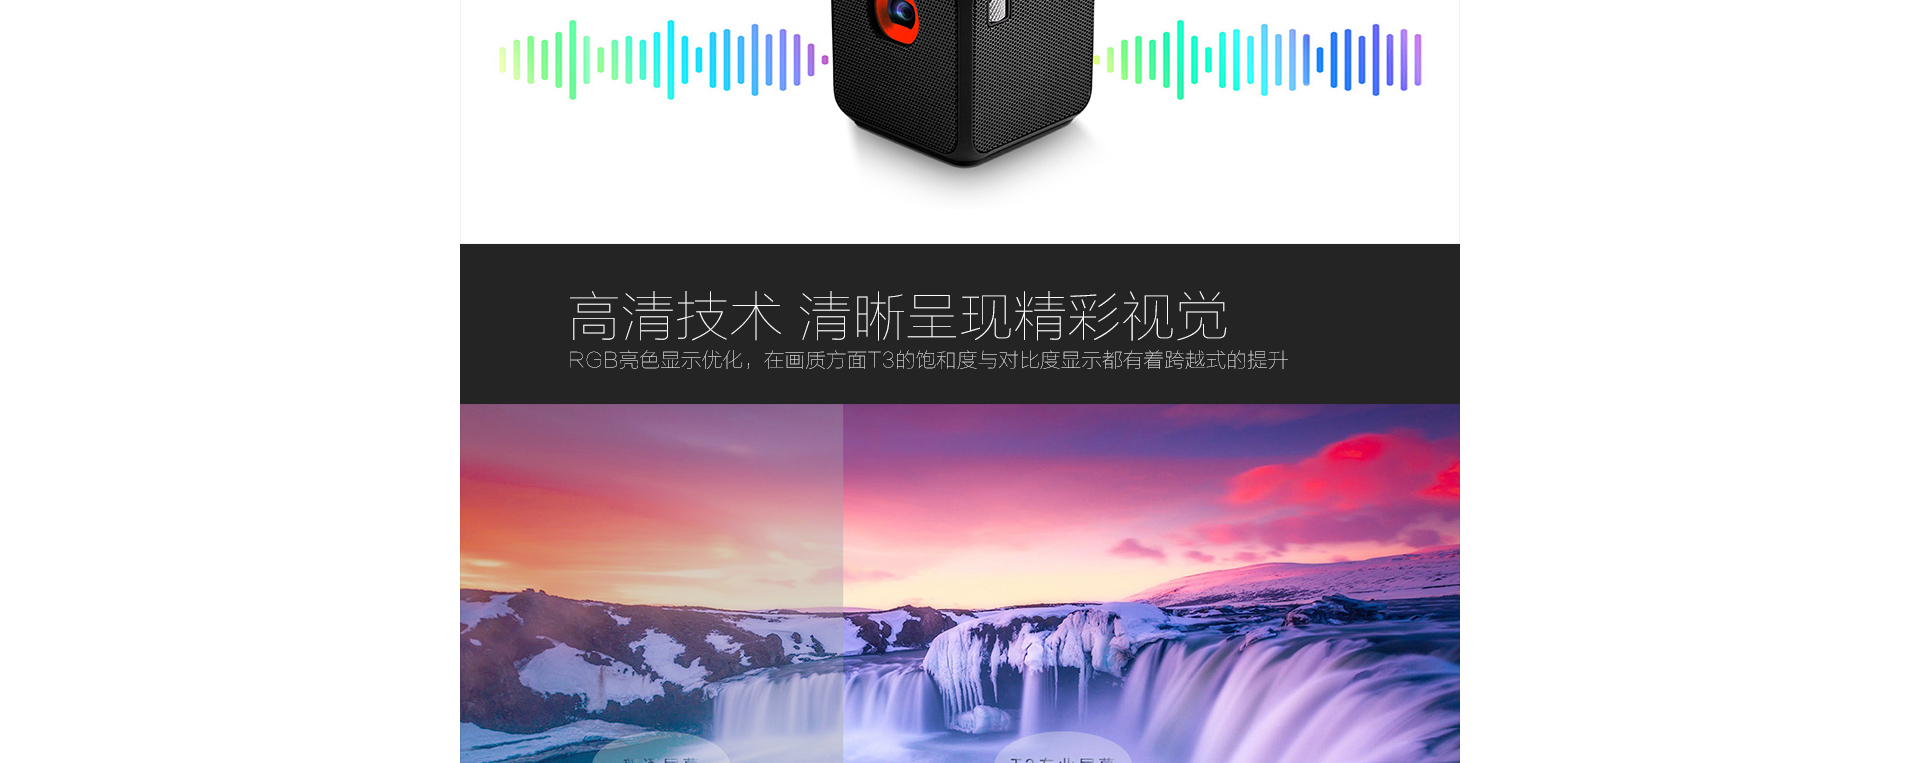 高清技术 清晰呈现精彩视觉
RGB亮色显示优化，在画质方面T3的饱和度与对比度显示都有着跨越式的提升